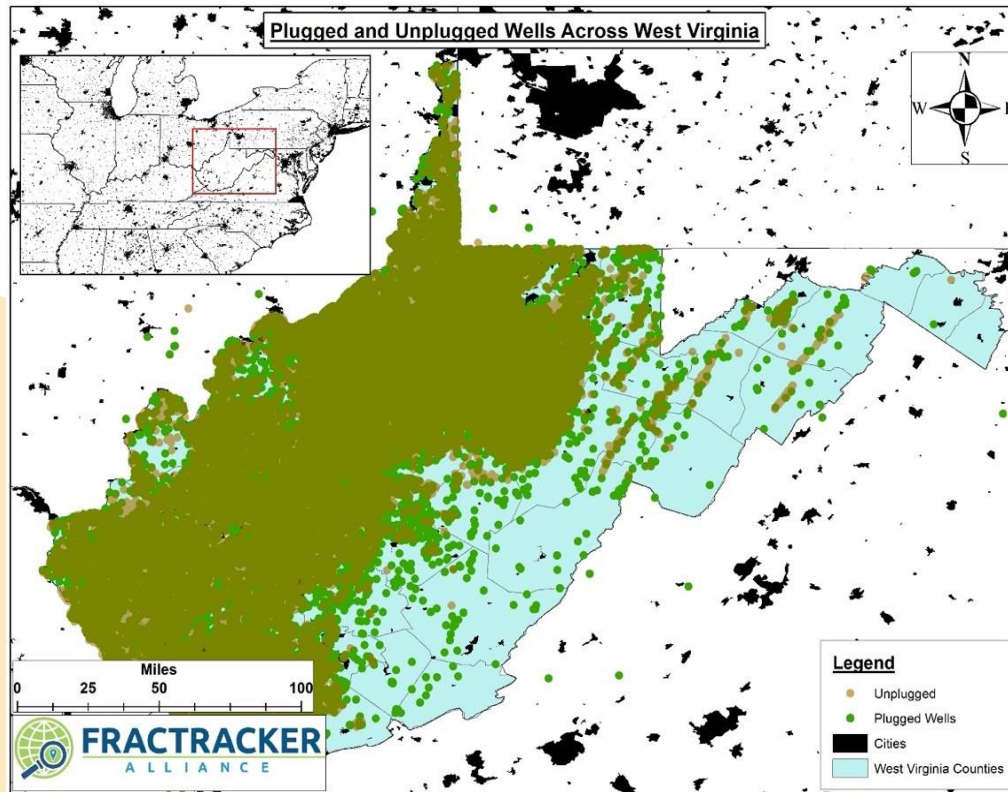 Plugged and Unplugged Wells Across West Virginia
N
W
E
S
Miles
0 25 50 100
Legend
Unplugged
Plugged Wells
Cities
West Virginia Counties
FRACTRACKER
ALLIANCE